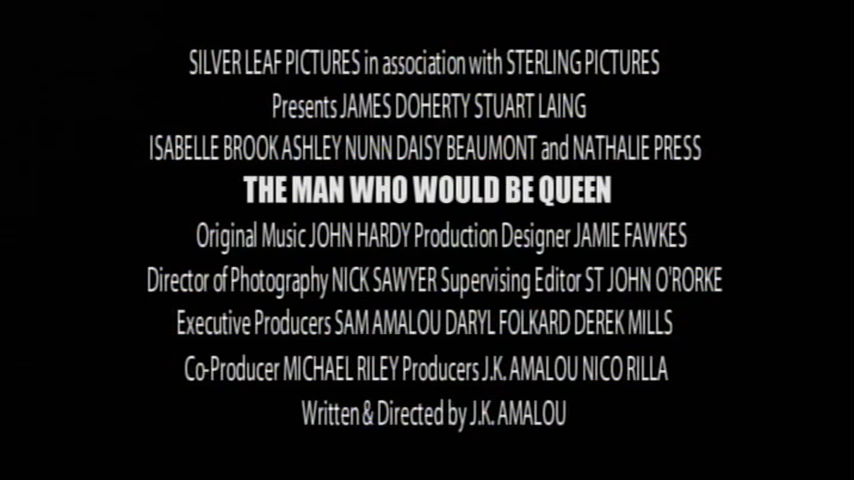 SILVER LEAF PICTURES in association with STERLING PICTURES
Presents JAMES DOHERTY STUART LAING
ISABELLE BROOK ASHLEY NUNN DAISY BEAUMONT and NATHALIE PRESS
THE MAN WHO WOULD BE QUEEN
Original Music JOHN HARDY Production Designer JAMIE FAWKES
Director of Photography NICK SAWYER Supervising Editor ST JOHN O'RORKE
Executive Producers SAM AMALOU DARYL FOLKARD DEREK MILLS
Co-Producer MICHAEL RILEY Producers J.K. AMALOU NICO RILLA
Written & Directed by J.K. AMALOU